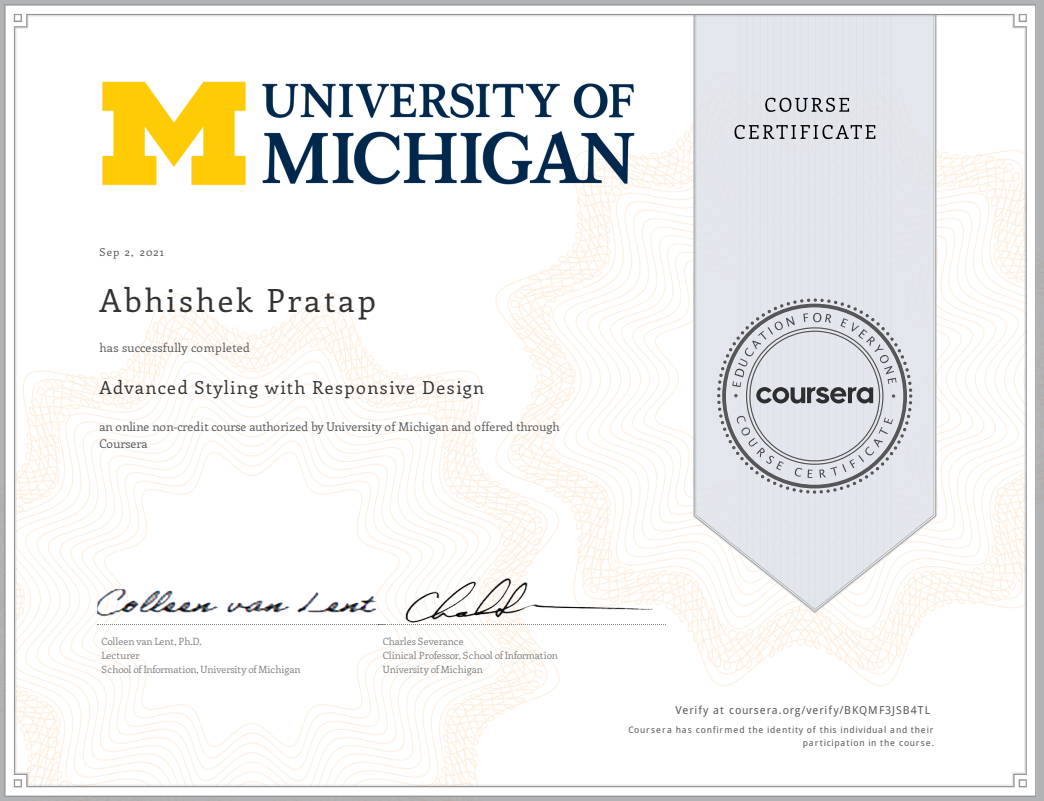 UNIVERSITY OF
MICHIGAN
COURSE
CERTIFICATE
Sep 2, 2021
Abhishek Pratap
has successfully completed
Advanced Styling with Responsive Design
an online non-credit course authorized by University of Michigan and offered through
Coursera
EDUCATION FOR EVERYONE
coursera
COURSE CERTIFICATE
Colleen van Lent
Colleen van Lent, Ph.D.
Lecturer
School of Information, University of Michigan
Charles Severance
Clinical Professor, School of Information
University of Michigan
Verify at coursera.org/verify/BKQMF3JSB4TL
Coursera has confirmed the identity of this individual and their
participation in the course.